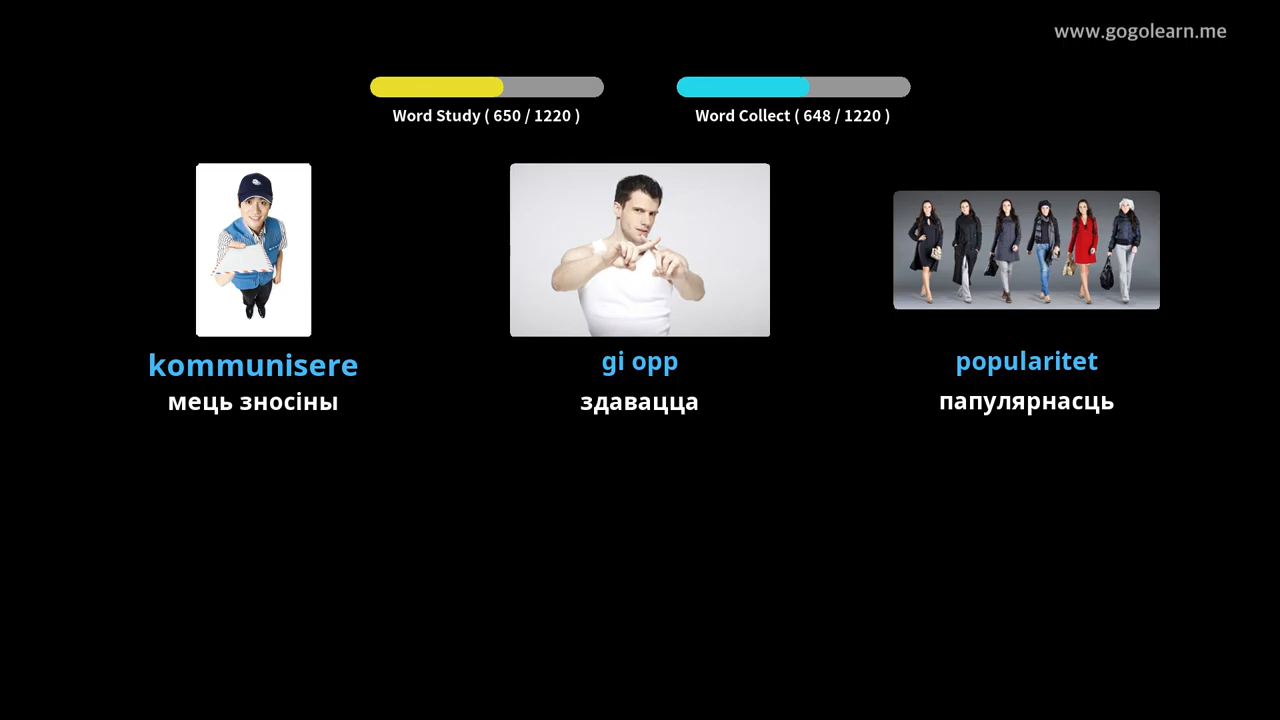 www.gogolearn.me
Word Study ( 650 / 1220 )
Word Collect ( 648 / 1220 )
kommunisere
мець зносіны
gi opp
здавацца
popularitet
папулярнасць